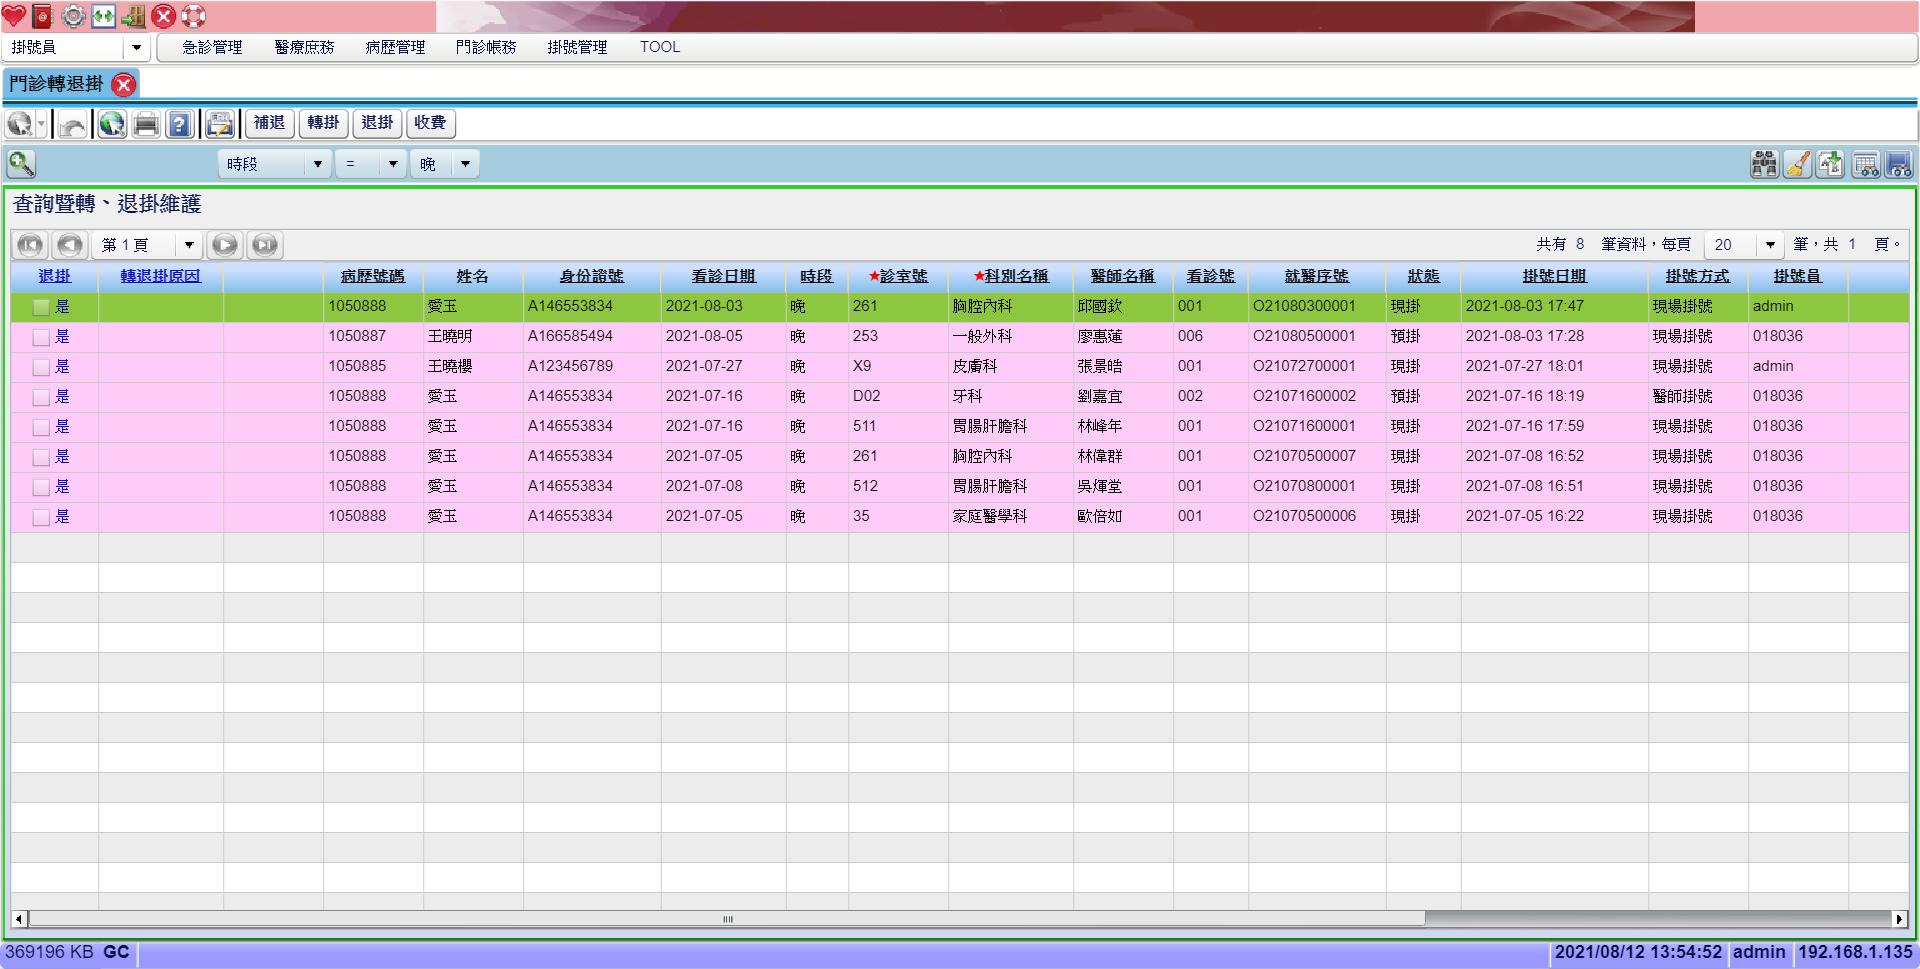 掛號員 急診管理 醫療庶務 病歷管理 門診帳務 掛號管理 TOOL
門診轉退掛
補退 轉掛 退掛 收費
時段 = 晚
查詢暨轉、退掛維護
第 1 頁 共有 8 筆資料，每頁 20 筆，共 1 頁。
退掛 轉退掛原因 病歷號碼 姓名 身份證號 看診日期 時段 ★診室號 ★科別名稱 醫師名稱 看診號 就醫序號 狀態 掛號日期 掛號方式 掛號員
是 1050888 愛玉 A146553834 2021-08-03 晚 261 胸腔內科 邱國欽 001 O21080300001 現掛 2021-08-03 17:47 現場掛號 admin
是 1050887 王曉明 A166585494 2021-08-05 晚 253 一般外科 廖惠蓮 006 O21080500001 預掛 2021-08-03 17:28 現場掛號 018036
是 1050885 王曉櫻 A123456789 2021-07-27 晚 X9 皮膚科 張景皓 001 O21072700001 現掛 2021-07-27 18:01 現場掛號 admin
是 1050888 愛玉 A146553834 2021-07-16 晚 D02 牙科 劉嘉宜 002 O21071600002 預掛 2021-07-16 18:19 醫師掛號 018036
是 1050888 愛玉 A146553834 2021-07-16 晚 511 胃腸肝膽科 林峰年 001 O21071600001 現掛 2021-07-16 17:59 現場掛號 018036
是 1050888 愛玉 A146553834 2021-07-05 晚 261 胸腔內科 林偉群 001 O21070500007 現掛 2021-07-08 16:52 現場掛號 018036
是 1050888 愛玉 A146553834 2021-07-08 晚 512 胃腸肝膽科 吳煇堂 001 O21070800001 現掛 2021-07-08 16:51 現場掛號 018036
是 1050888 愛玉 A146553834 2021-07-05 晚 35 家庭醫學科 歐倍如 001 O21070500006 現掛 2021-07-05 16:22 現場掛號 018036
369196 KB GC 2021/08/12 13:54:52 admin 192.168.1.135